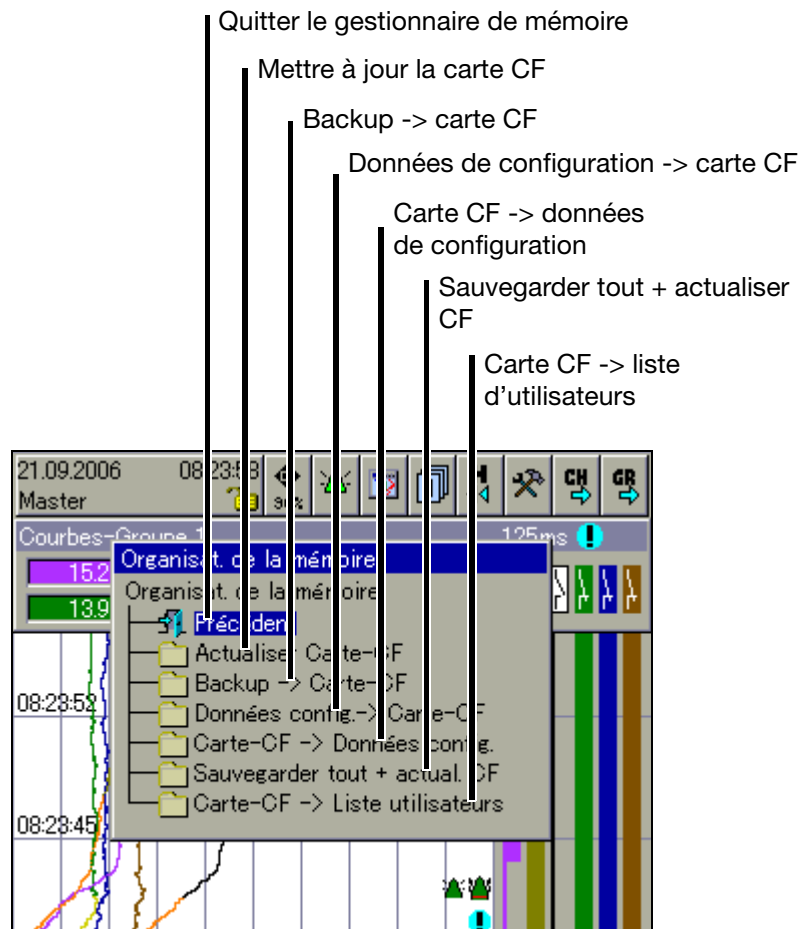 Quitter le gestionnaire de mémoire
Mettre à jour la carte CF
Backup -> carte CF
Données de configuration -> carte CF
Carte CF -> données
de configuration
Sauvegarder tout + actualiser
CF
Carte CF -> liste
d’utilisateurs
21.09.2006 08:23:58
Master 90%
CH
GR
Courbes-Groupe 1 125ms
15.2
13.9
Organisat. de la mémoire
Organisat. de la mémoire
Précédent
Actualiser Carte-CF
Backup -> Carte-CF
Données config.-> Carte-CF
Carte-CF -> Données config.
Sauvegarder tout + actual. CF
Carte-CF -> Liste utilisateurs
08:23:52
08:23:45